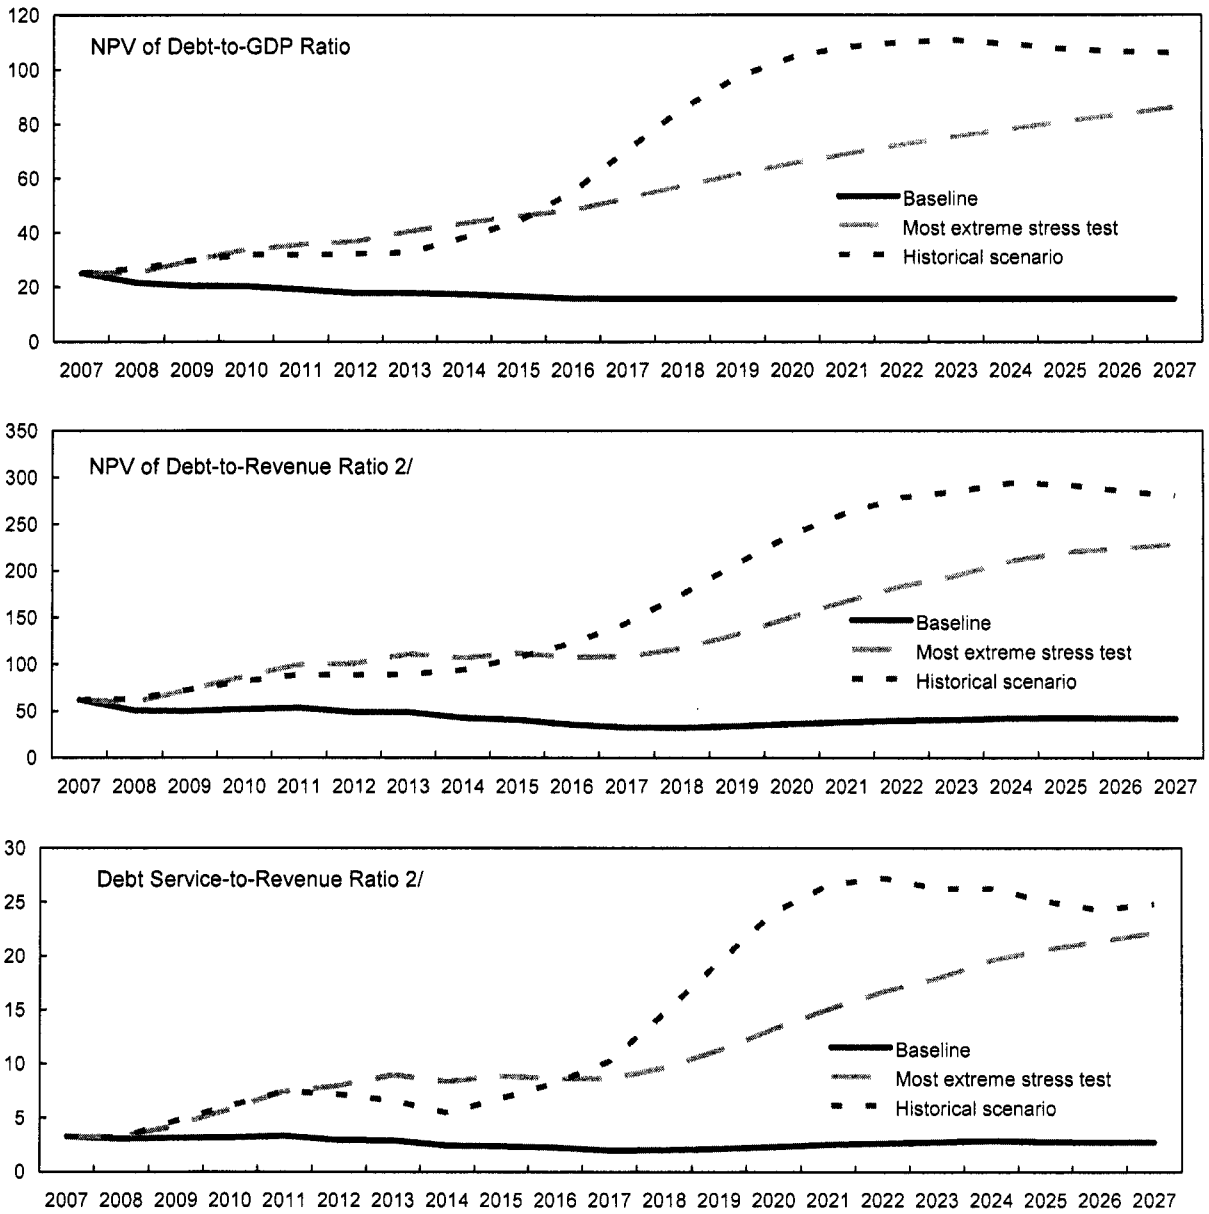 120
NPV of Debt-to-GDP Ratio
100
80
60
40
20
0
Baseline
Most extreme stress test
Historical scenario
2007 2008 2009 2010 2011 2012 2013 2014 2015 2016 2017 2018 2019 2020 2021 2022 2023 2024 2025 2026 2027
350
NPV of Debt-to-Revenue Ratio 2/
300
250
200
150
100
50
0
Baseline
Most extreme stress test
Historical scenario
2007 2008 2009 2010 2011 2012 2013 2014 2015 2016 2017 2018 2019 2020 2021 2022 2023 2024 2025 2026 2027
30
Debt Service-to-Revenue Ratio 2/
25
20
15
10
5
0
Baseline
Most extreme stress test
Historical scenario
2007 2008 2009 2010 2011 2012 2013 2014 2015 2016 2017 2018 2019 2020 2021 2022 2023 2024 2025 2026 2027